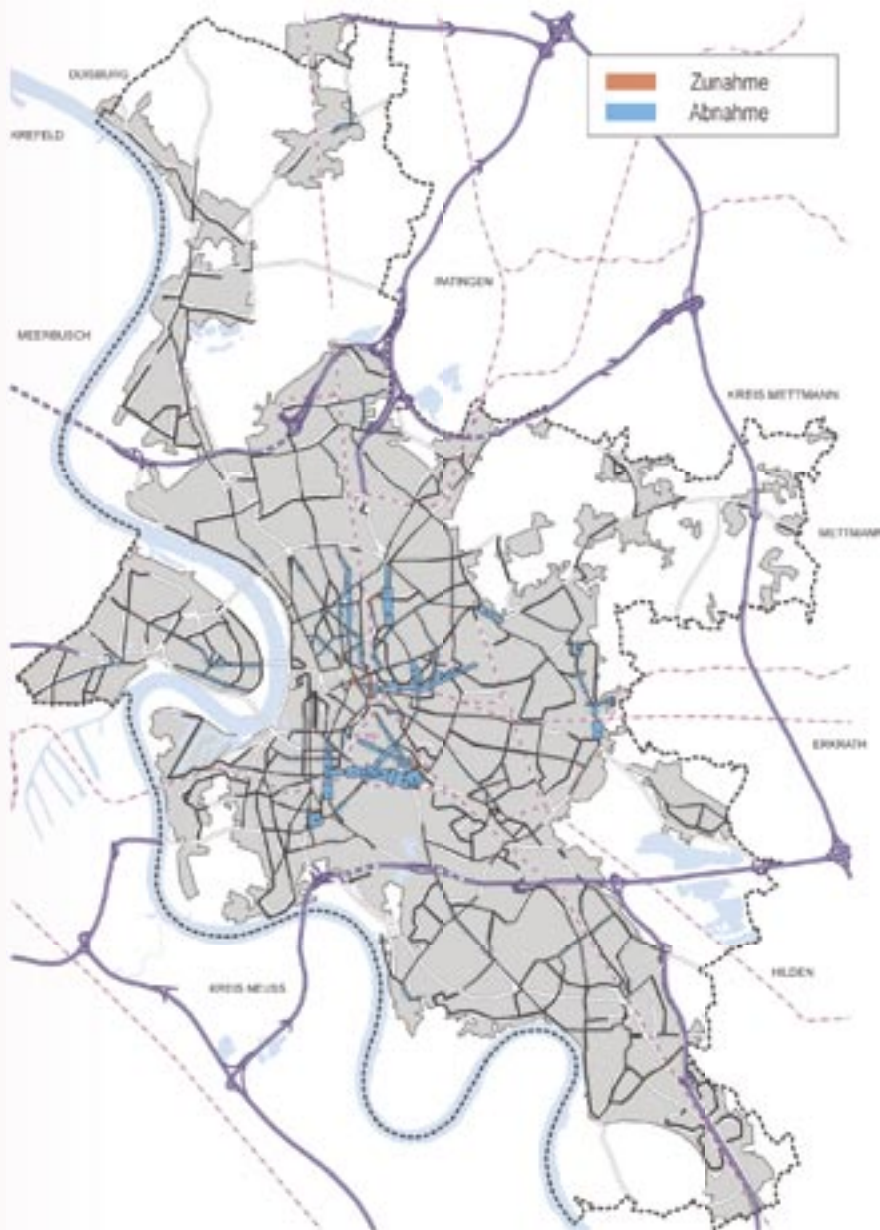 DUISBURG
Zunahme
Abnahme
KREFELD
RATINGEN
MEERBUSCH
KREIS METTMANN
METTMANN
ERKRATH
HILDEN
KREIS NEUSS